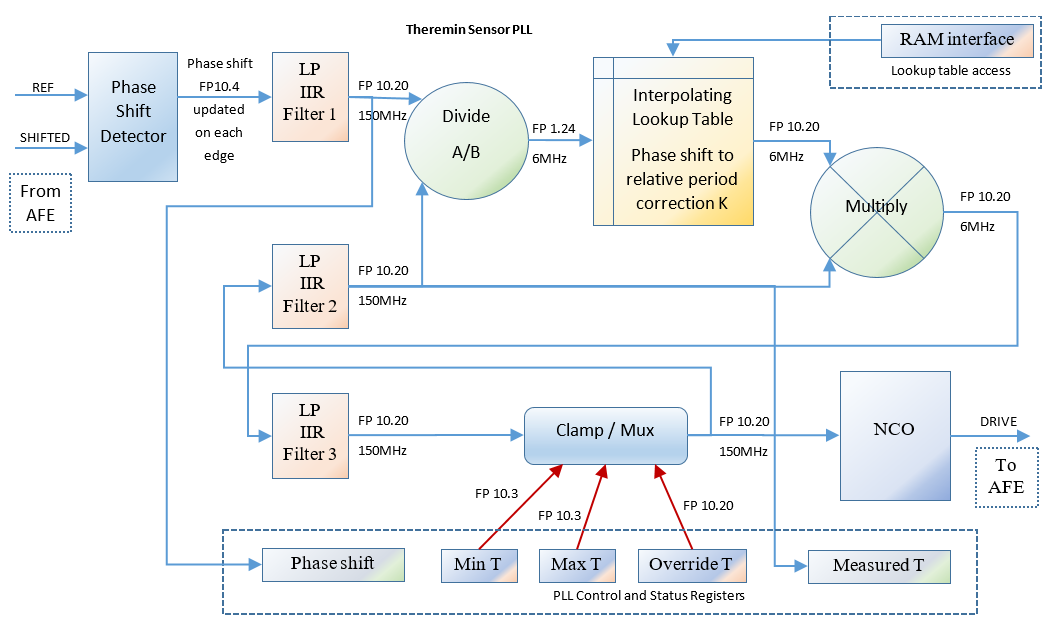 Theremin Sensor PLL
RAM interface
Lookup table access
REF
SHIFTED
From
AFE
Phase
Shift
Detector
Phase shift
FP10.4
updated
on each
edge
LP
IIR
Filter 1
FP 10.20
150MHz
Divide
A/B
FP 1.24
6MHz
Interpolating
Lookup Table
Phase shift to
relative period
correction K
FP 10.20
6MHz
Multiply
FP 10.20
6MHz
LP
IIR
Filter 2
FP 10.20
150MHz
LP
IIR
Filter 3
FP 10.20
150MHz
Clamp / Mux
FP 10.20
150MHz
NCO
DRIVE
To
AFE
FP 10.3
FP 10.3
FP 10.20
Phase shift
Min T
Max T
Override T
Measured T
PLL Control and Status Registers